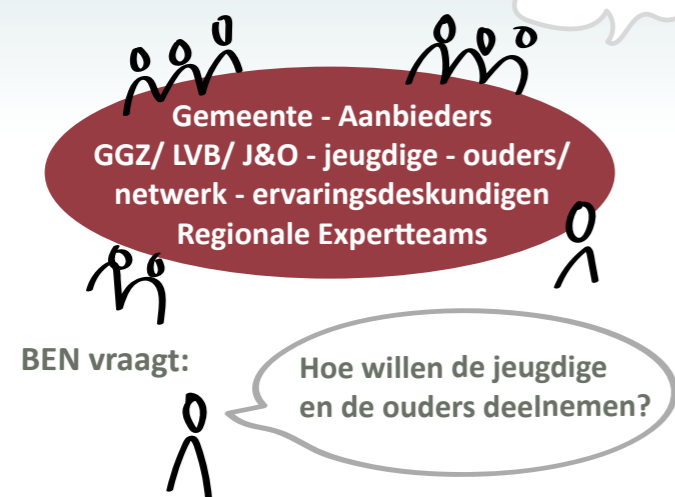 Gemeente - Aanbieders
GGZ/ LVB/ J&O - jeugdige - ouders/
netwerk - ervaringsdeskundigen
Regionale Expertteams
BEN vraagt:
Hoe willen de jeugdige
en de ouders deelnemen?